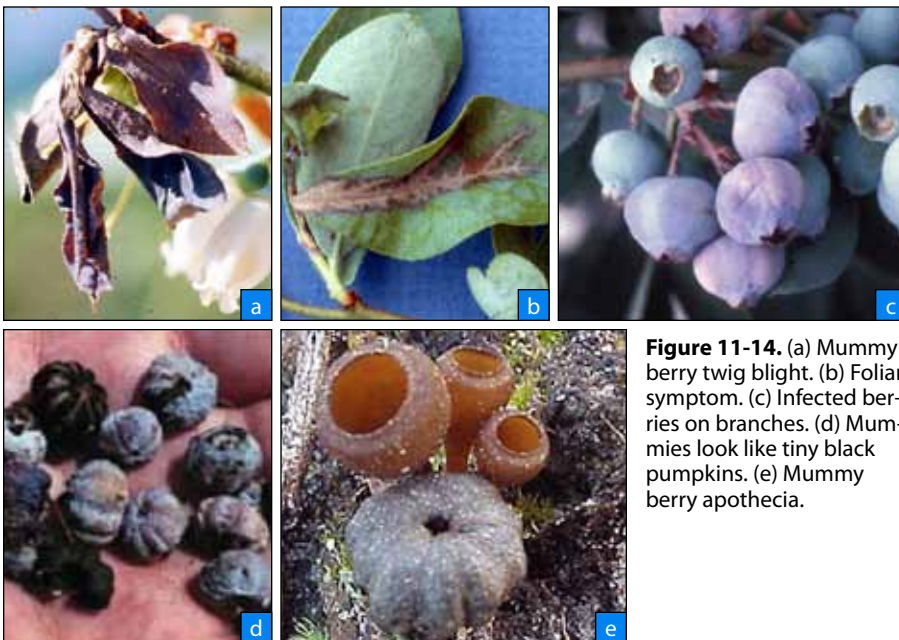 a
b
c
d
e
Figure 11-14. (a) Mummy
berry twig blight. (b) Foliar
symptom. (c) Infected ber-
ries on branches. (d) Mum-
mies look like tiny black
pumpkins. (e) Mummy
berry apothecia.